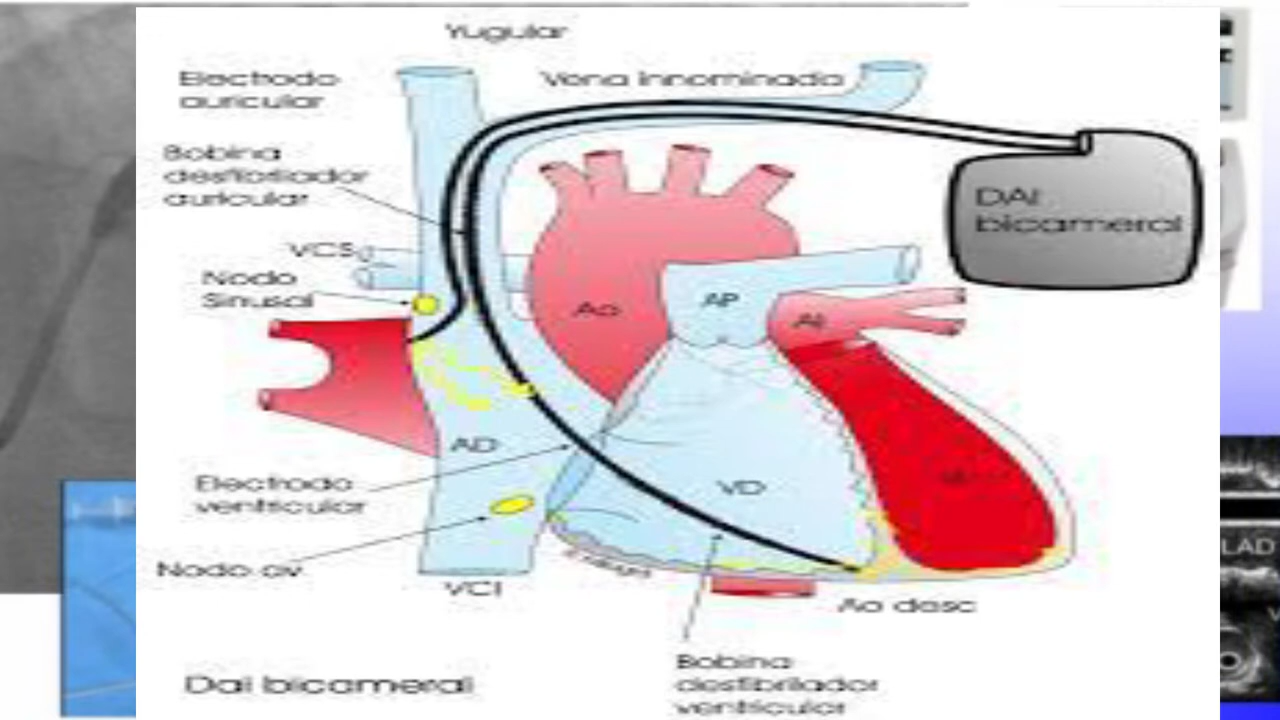 Yugular
Electrodo
auricular
Vena innominada
Bobina
desfibrilador
auricular
DAI
bicameral
VCS
Nodo
Sinusal
Ao
AP
AI
AD
Electrodo
ventricular
VD
LAD
Nodo av
VCI
Ao desc
Bobina
desfibrilador
ventricular
Dai bicameral